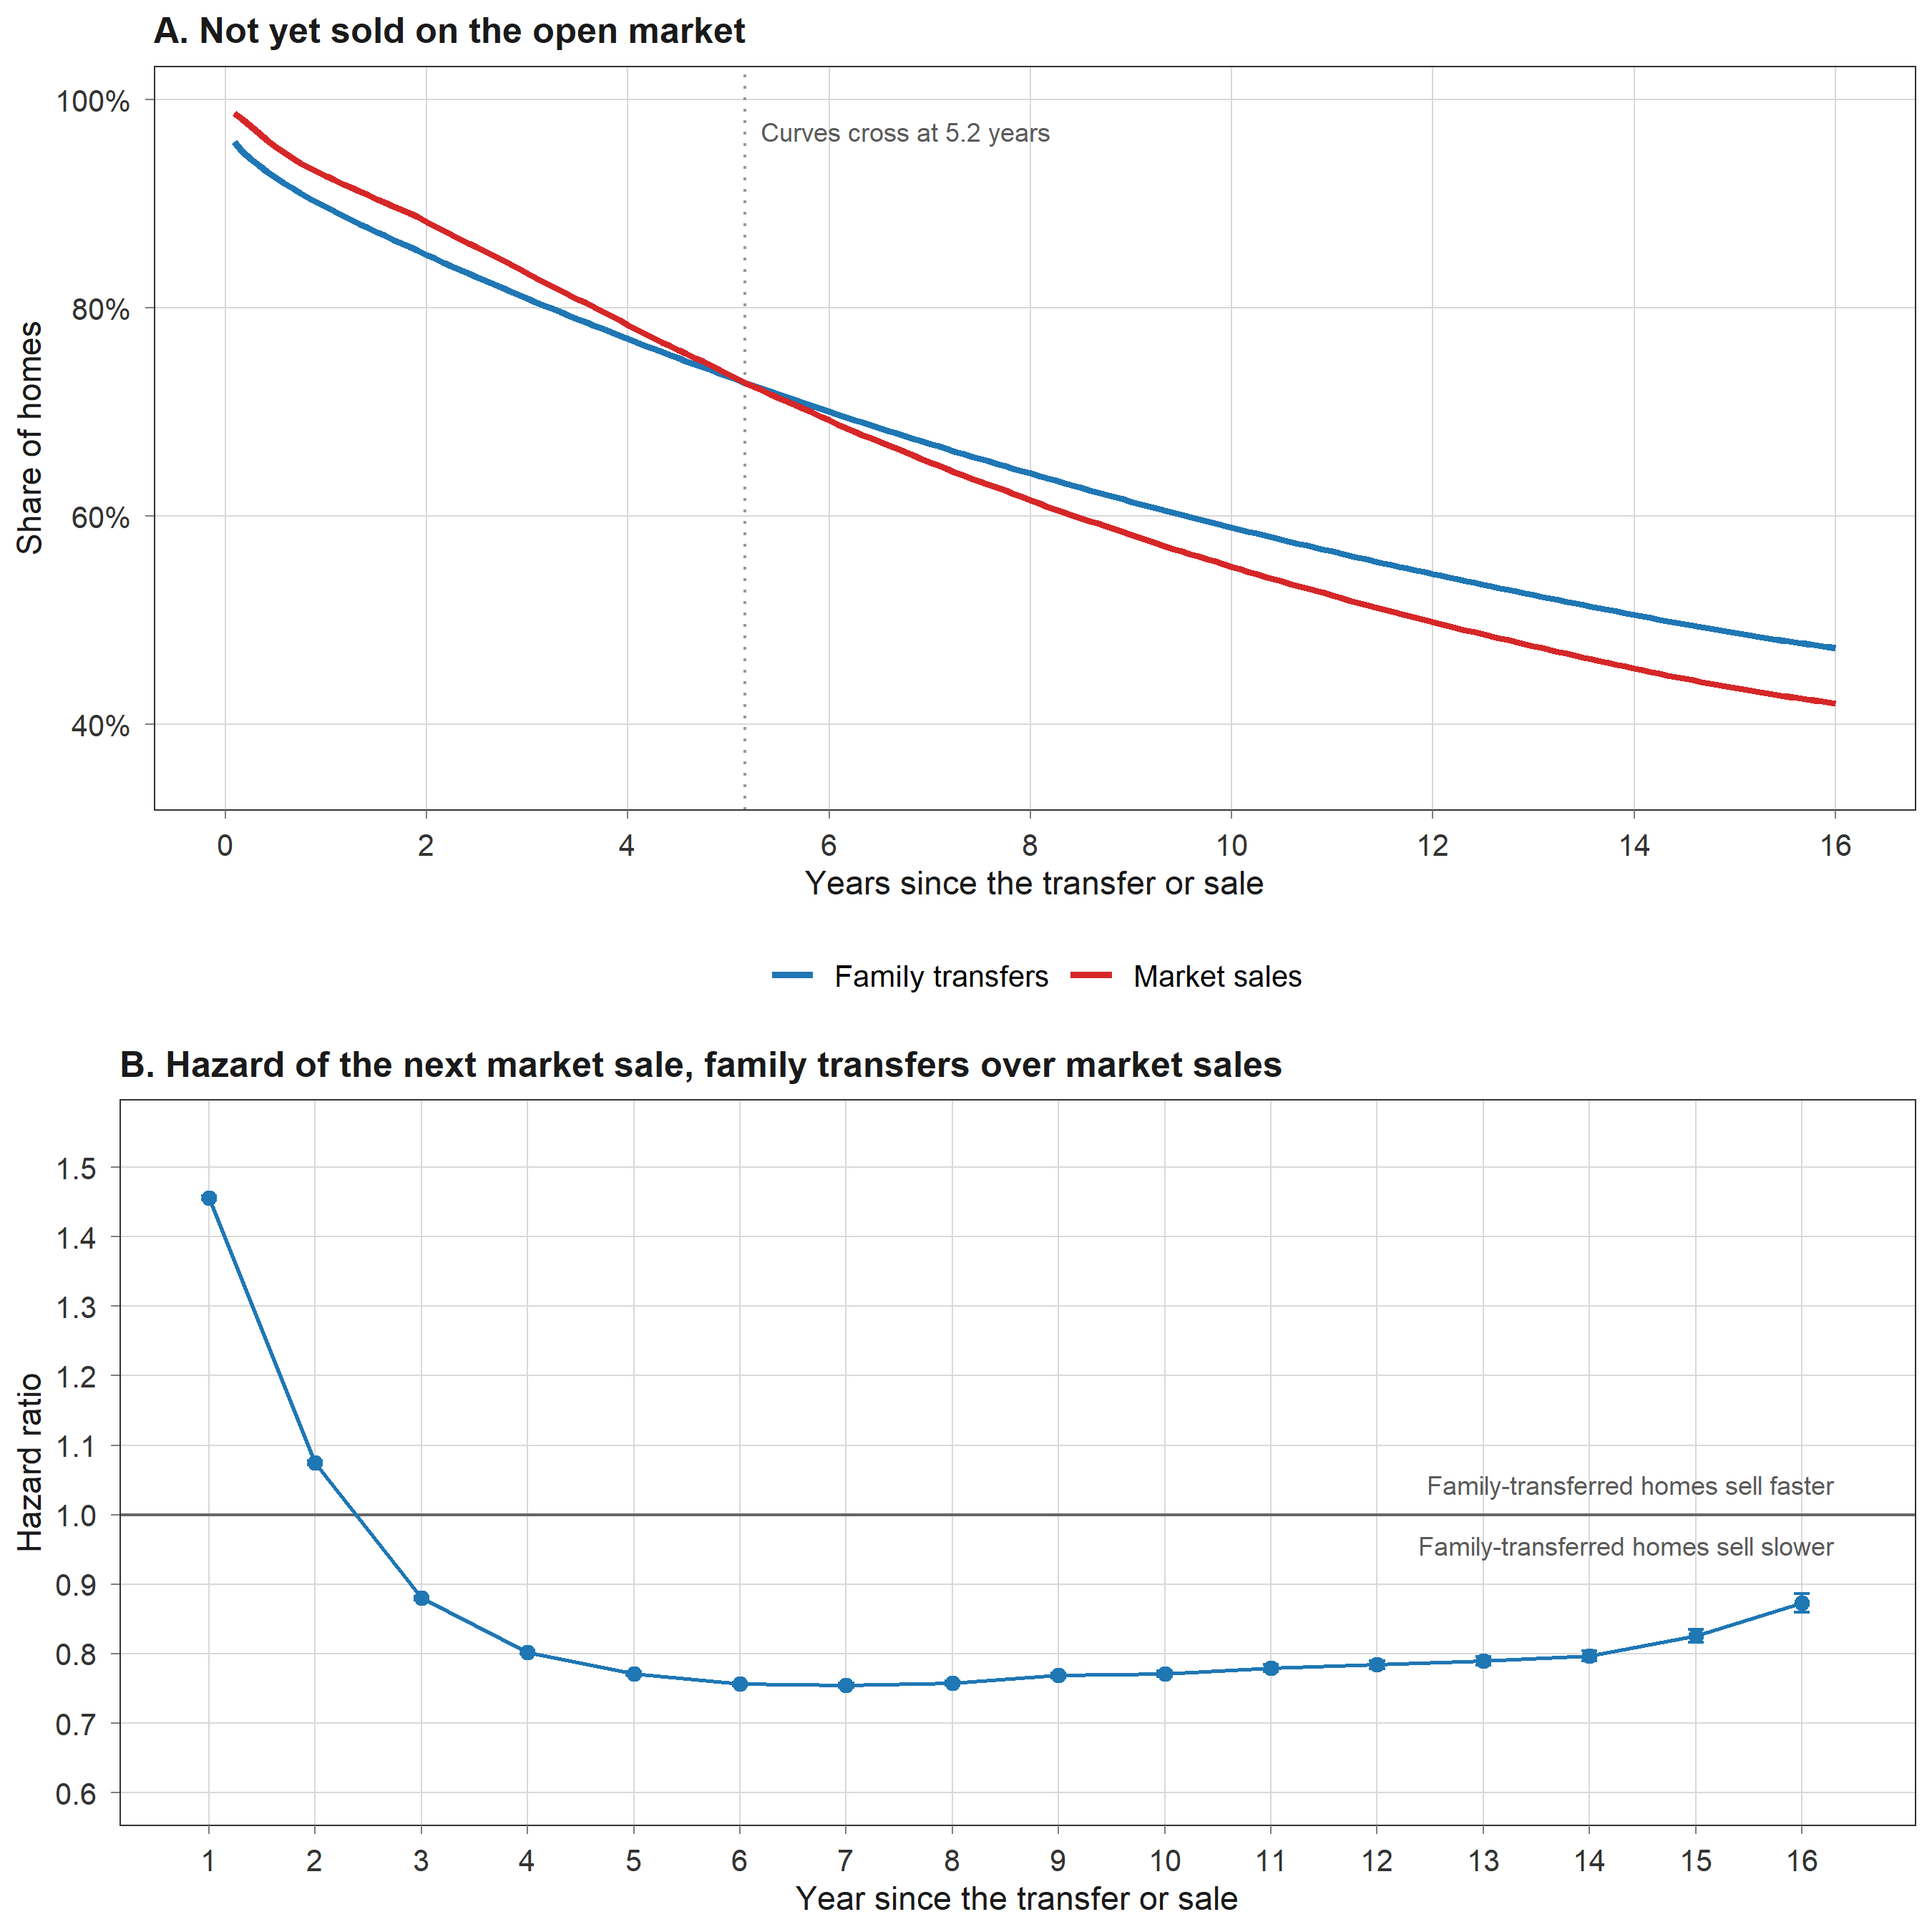 A. Not yet sold on the open market
100%
80%
60%
40%
Share of homes
Curves cross at 5.2 years
0 2 4 6 8 10 12 14 16
Years since the transfer or sale
Family transfers Market sales
B. Hazard of the next market sale, family transfers over market sales
1.5
1.4
1.3
1.2
1.1
1.0
0.9
0.8
0.7
0.6
Hazard ratio
Family-transferred homes sell faster
Family-transferred homes sell slower
1 2 3 4 5 6 7 8 9 10 11 12 13 14 15 16
Year since the transfer or sale